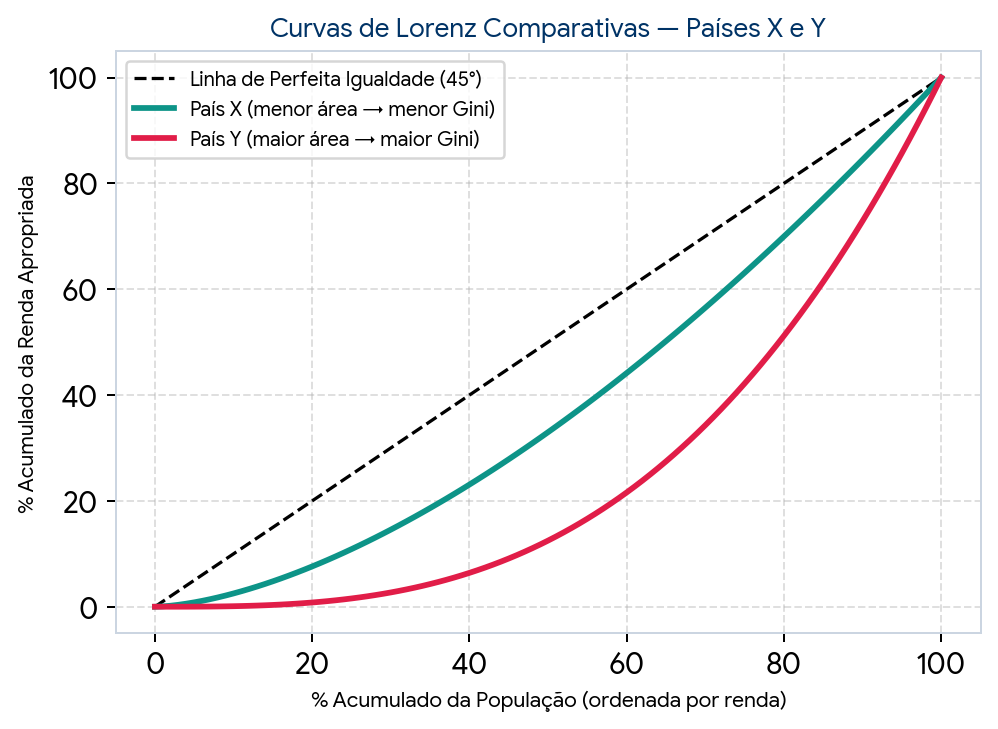 Curvas de Lorenz Comparativas — Países X e Y
Linha de Perfeita Igualdade (45°)
País X (menor área → menor Gini)
País Y (maior área → maior Gini)
% Acumulado da Renda Apropriada
100
80
60
40
20
0
0 20 40 60 80 100
% Acumulado da População (ordenada por renda)